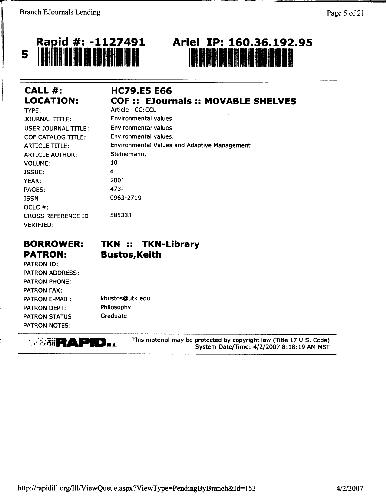 Branch EJournals Lending Page 5 of 21
Rapid #: -1127491 Ariel IP: 160.36.192.95
5
CALL #: HC79.E5 E66
LOCATION: COF :: EJournals :: MOVABLE SHELVES
TYPE: Article CC:CCL
JOURNAL TITLE: Environmental values
USER JOURNAL TITLE: Environmental values
COF CATALOG TITLE: Environmental values.
ARTICLE TITLE: Environmental Values and Adaptive Management
ARTICLE AUTHOR: Steinemann,
VOLUME: 10
ISSUE: 4
YEAR: 2001
PAGES: 473-
ISSN: 0963-2719
OCLC #:
CROSS REFERENCE ID:
VERIFIED:
BORROWER: TKN :: TKN-Library
PATRON: Bustos,Keith
PATRON ID:
PATRON ADDRESS:
PATRON PHONE:
PATRON FAX:
PATRON E-MAIL: kbustos@utk.edu
PATRON DEPT: Philosophy
PATRON STATUS: Graduate
PATRON NOTES:
RAPID
This material may be protected by copyright law (Title 17 U.S. Code)
System Date/Time: 4/2/2007 8:18:19 AM MST
http://rapidill.org/Ill/ViewQueue.aspx?ViewType=PendingByBranch&Id=152 4/2/2007